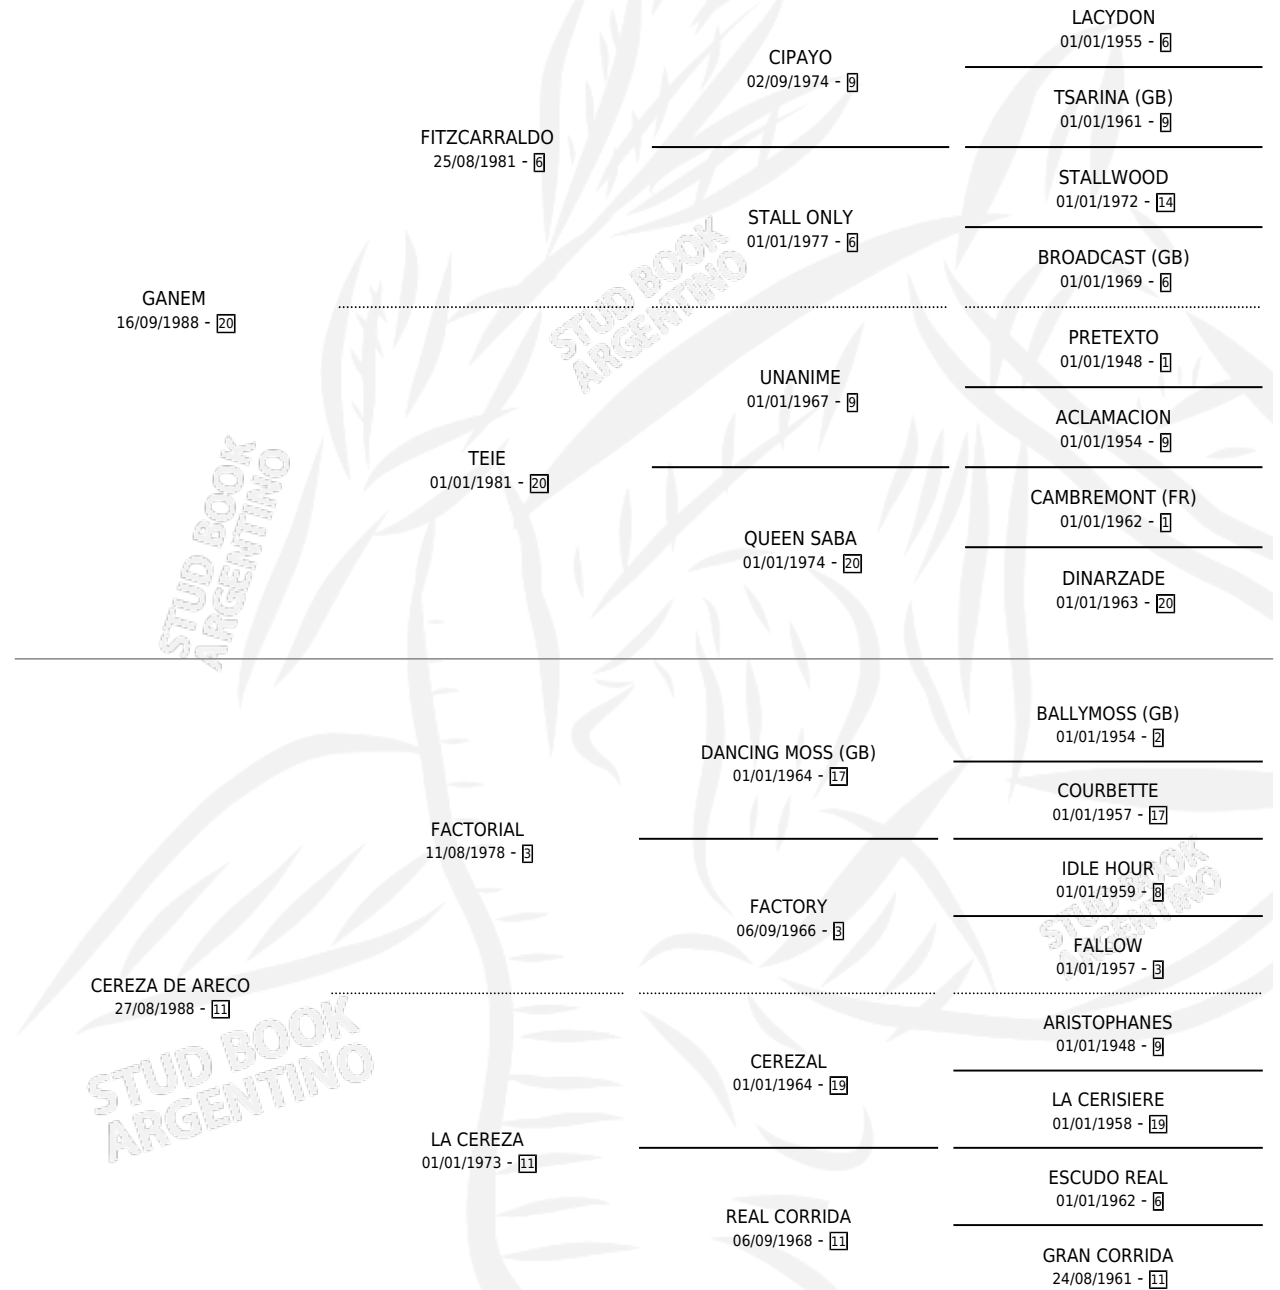 LACYDON
01/01/1955 - 6
CIPAYO
02/09/1974 - 9
TSARINA (GB)
01/01/1961 - 9
FITZCARRALDO
25/08/1981 - 6
STALLWOOD
01/01/1972 - 14
STALL ONLY
01/01/1977 - 6
BROADCAST (GB)
01/01/1969 - 6
GANEM
16/09/1988 - 20
STUD BOOK
ARGENTINO
PRETEXTO
01/01/1948 - 1
UNANIME
01/01/1967 - 9
ACLAMACION
01/01/1954 - 9
TEIE
01/01/1981 - 20
CAMBREMONT (FR)
01/01/1962 - 1
QUEEN SABA
01/01/1974 - 20
DINARZADE
01/01/1963 - 20
STUD BOOK
ARGENTINO
BALLYMOSS (GB)
01/01/1954 - 2
DANCING MOSS (GB)
01/01/1964 - 17
COURBETTE
01/01/1957 - 17
FACTORIAL
11/08/1978 - 3
IDLE HOUR
01/01/1959 - 8
FACTORY
06/09/1966 - 3
STUD BOOK
ARGENTINO
FALLOW
01/01/1957 - 3
CEREZA DE ARECO
27/08/1988 - 11
ARISTOPHANES
01/01/1948 - 9
STUD BOOK
ARGENTINO
CEREZAL
01/01/1964 - 19
LA CERISIERE
01/01/1958 - 19
LA CEREZA
01/01/1973 - 11
ESCUDO REAL
01/01/1962 - 6
REAL CORRIDA
06/09/1968 - 11
GRAN CORRIDA
24/08/1961 - 11